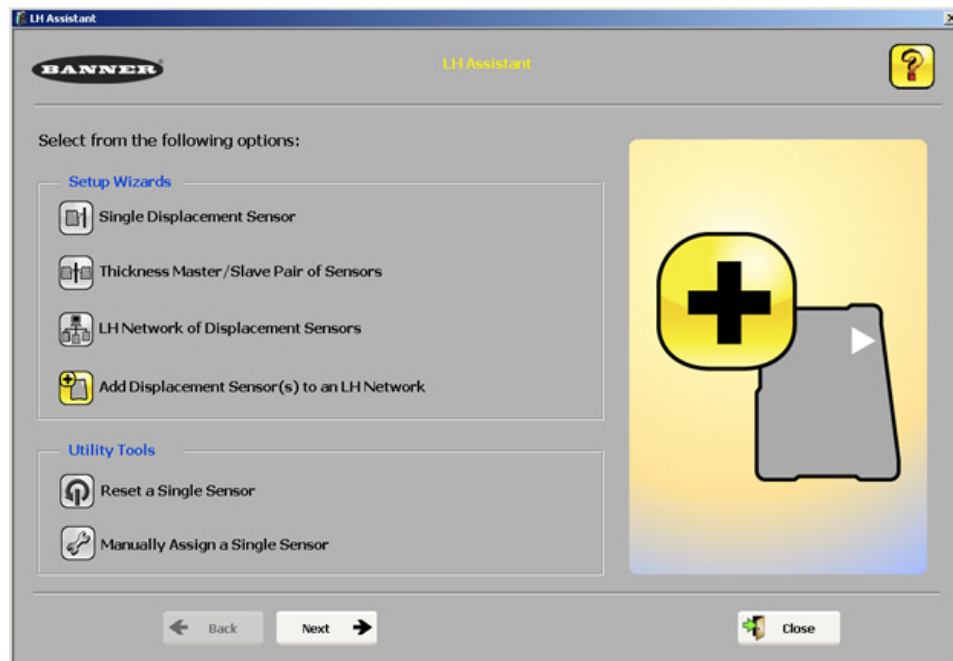 LH Assistant
BANNER
LH Assistant
?
Select from the following options:
Setup Wizards
Single Displacement Sensor
Thickness Master/Slave Pair of Sensors
LH Network of Displacement Sensors
Add Displacement Sensor(s) to an LH Network
Utility Tools
Reset a Single Sensor
Manually Assign a Single Sensor
Back
Next
Close